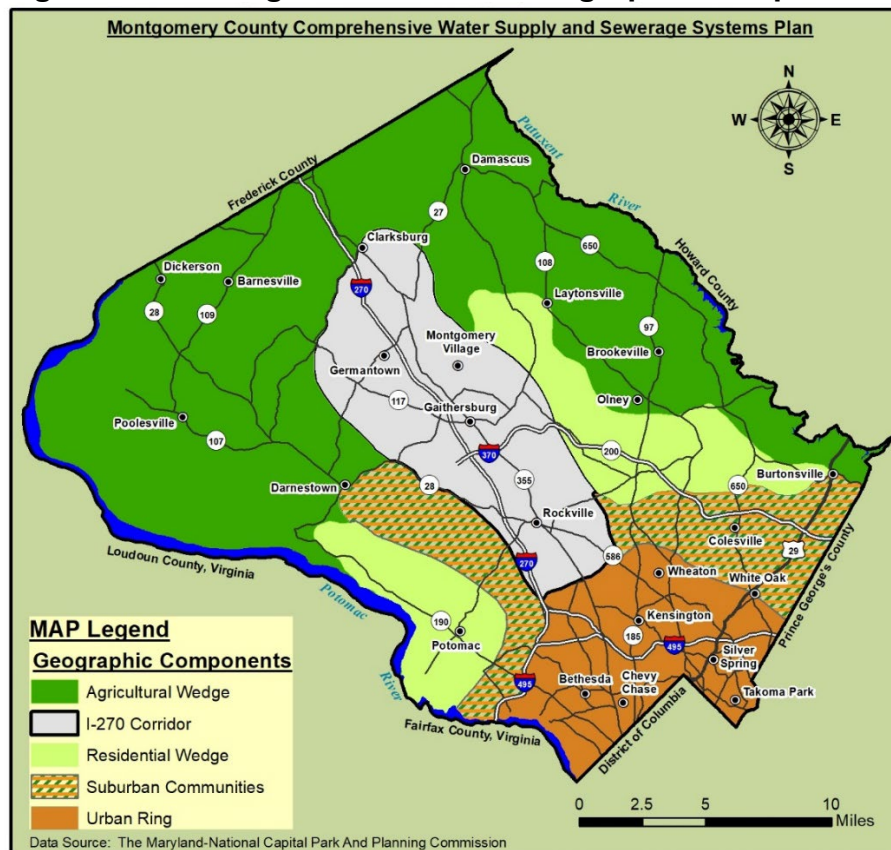 Montgomery County Comprehensive Water Supply and Sewerage Systems Plan
N
W
E
S
Patuxent
River
Damascus
Frederick County
27
Clarksburg
650
Howard County
Dickerson
Barnesville
270
108
Laytonsville
28
109
97
Montgomery
Village
Brookeville
Germantown
117
Olney
Gaithersburg
Poolesville
107
370
200
Burtonsville
Darnestown
28
355
650
Rockville
Colesville
29
Loudoun County, Virginia
270
586
Wheaton
White Oak
Prince George's County
Potomac
River
190
Potomac
Kensington
185
495
Silver
Spring
495
Bethesda
Chevy
Chase
Takoma Park
Fairfax County, Virginia
District of Columbia
MAP Legend
Geographic Components
Agricultural Wedge
I-270 Corridor
Residential Wedge
Suburban Communities
Urban Ring
0 2.5 5 10
Miles
Data Source: The Maryland-National Capital Park And Planning Commission